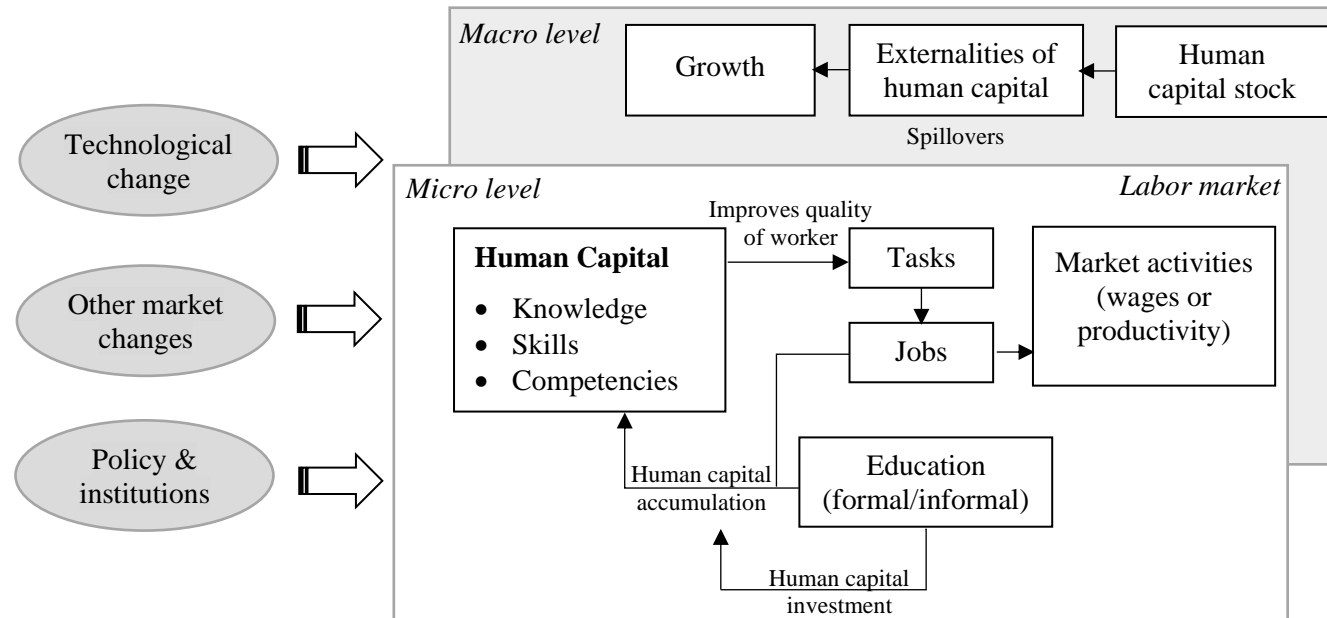 Macro level
Growth
Externalities of
human capital
Human
capital stock
Spillovers
Technological
change
Other market
changes
Policy &
institutions
Micro level
Labor market
Improves quality
of worker
Human Capital
• Knowledge
• Skills
• Competencies
Tasks
Jobs
Market activities
(wages or
productivity)
Human capital
accumulation
Education
(formal/informal)
Human capital
investment